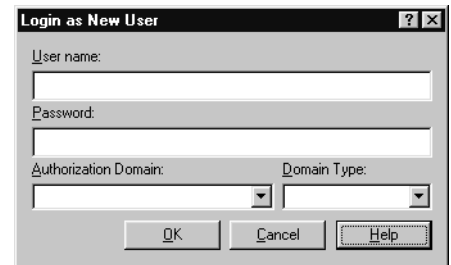 Login as New User ? ×
User name:
Password:
Authorization Domain: Domain Type:
OK Cancel Help